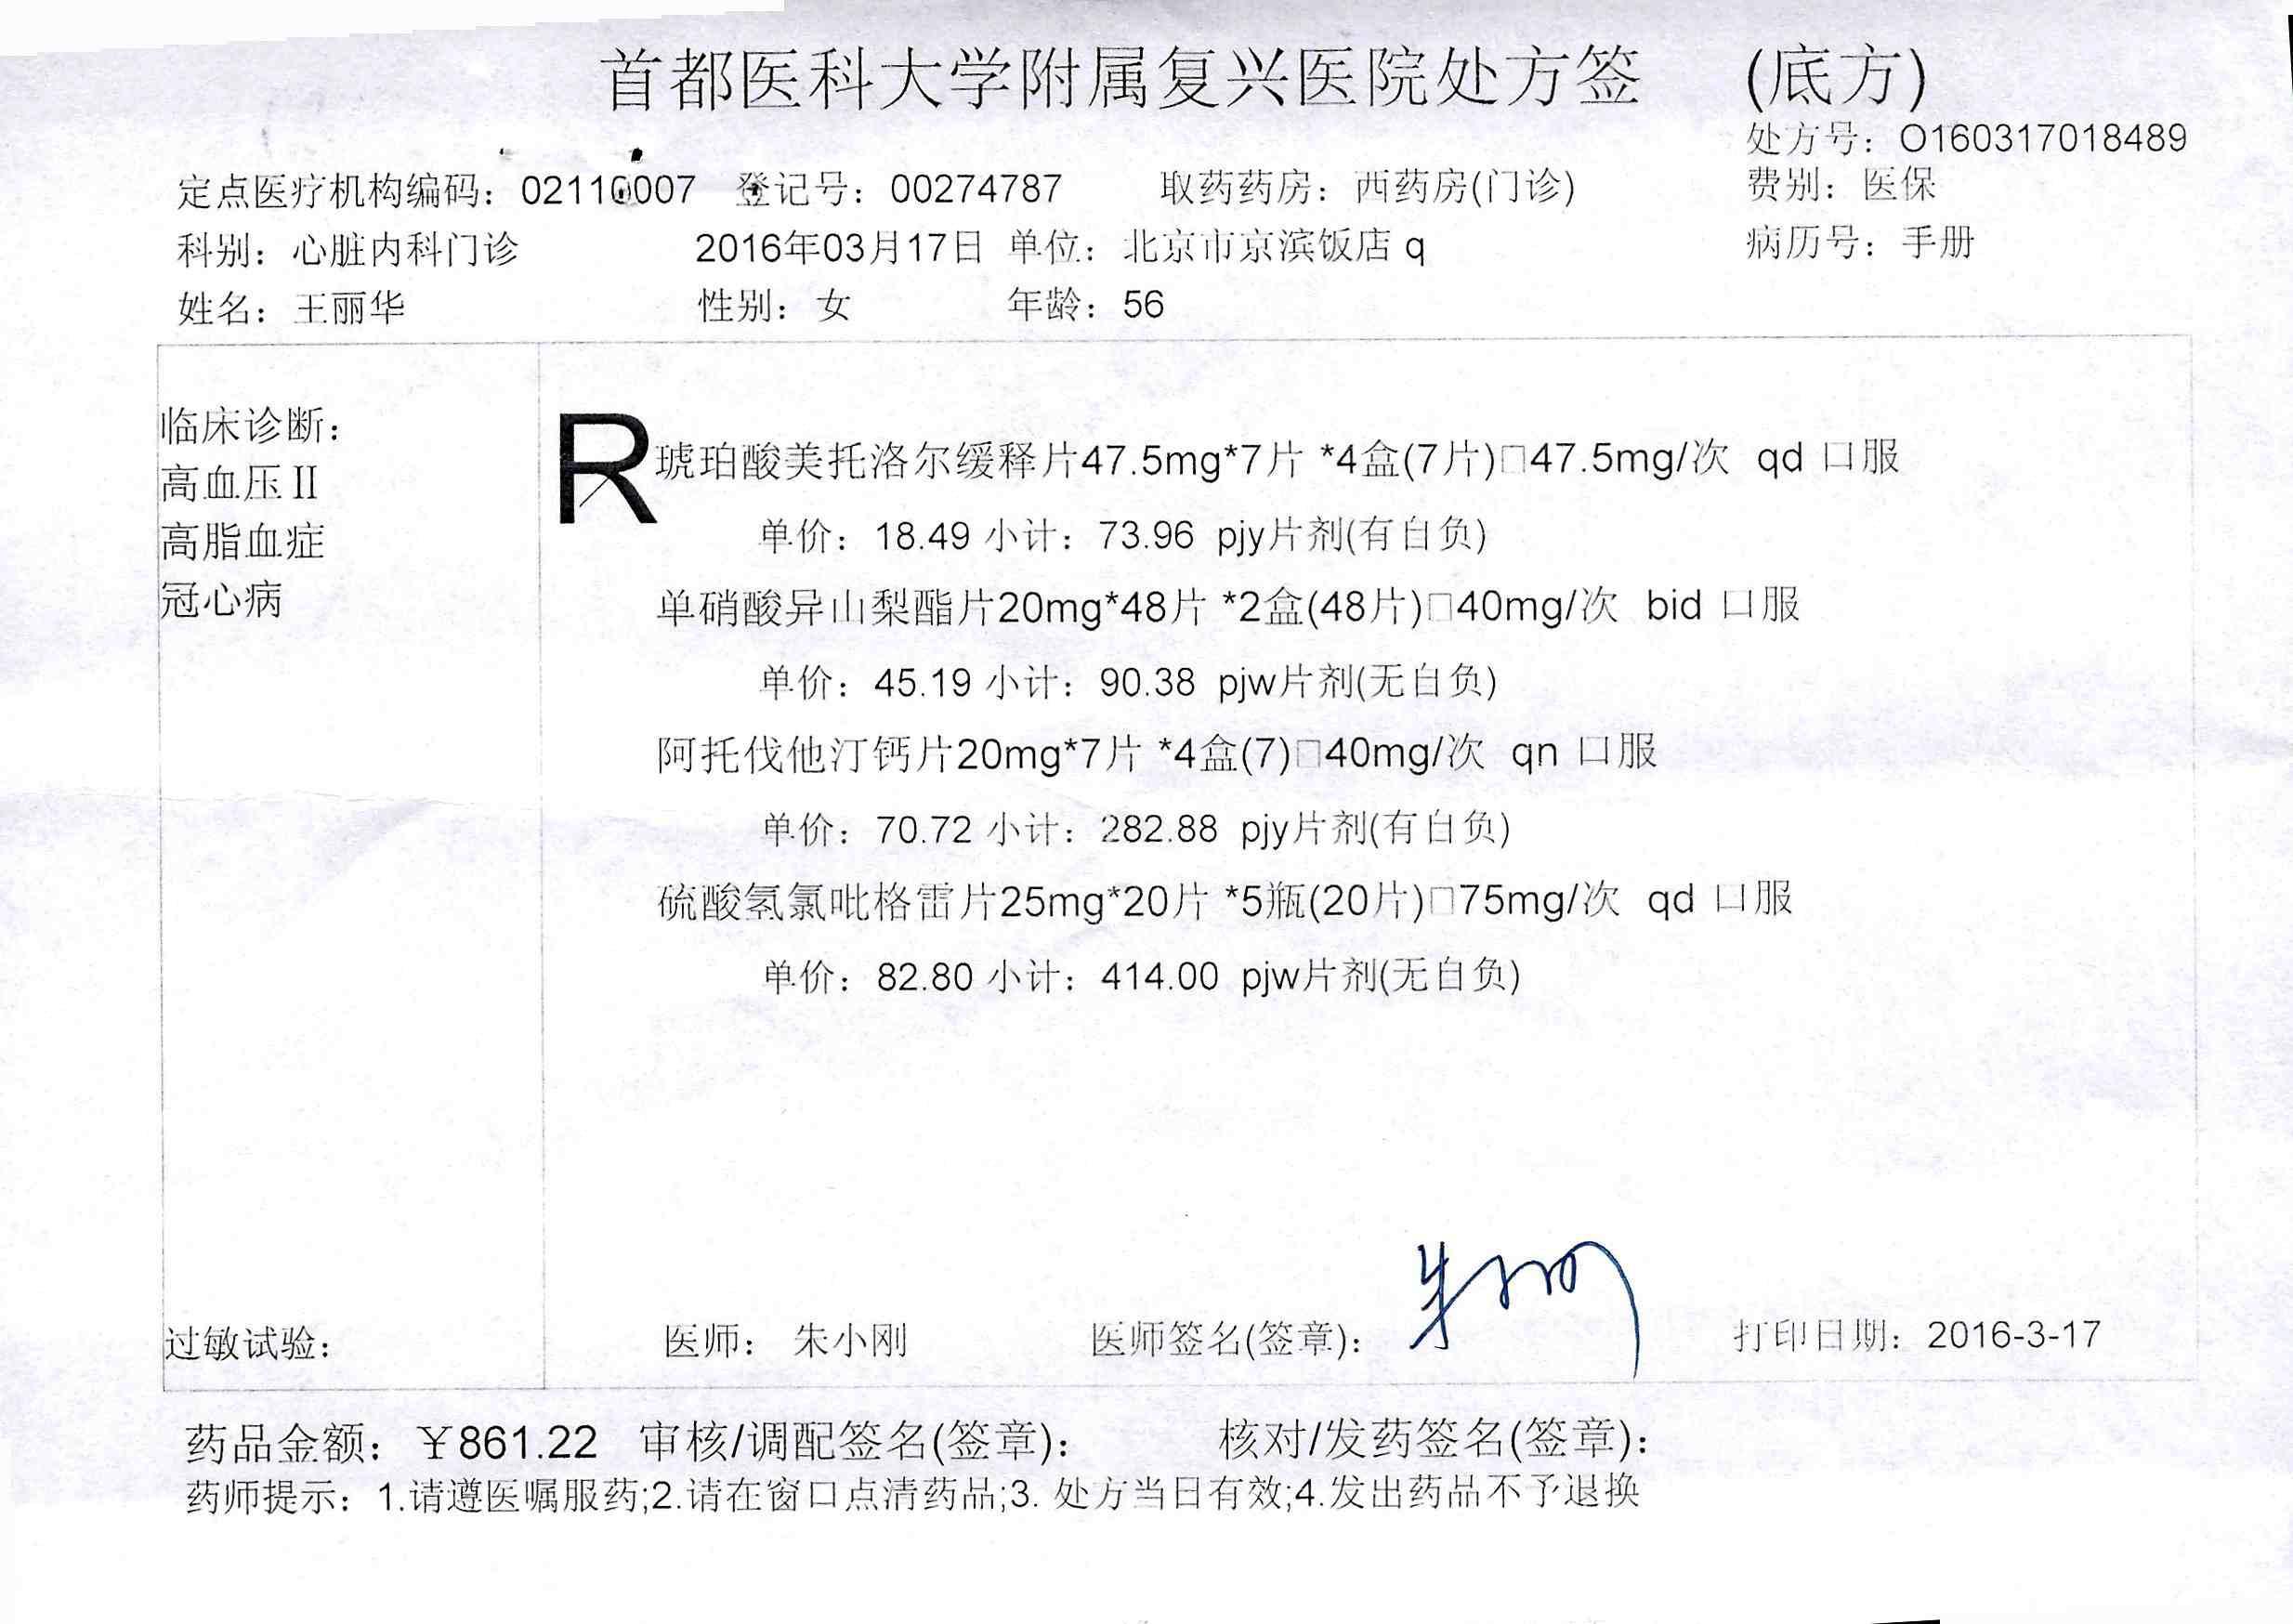 首都医科大学附属复兴医院处方签 (底方)
处方号：O160317018489
定点医疗机构编码：02110007 登记号：00274787 取药药房：西药房(门诊) 费别：医保
科别：心脏内科门诊 2016年03月17日 单位：北京市京滨饭店 q 病历号：手册
姓名：王丽华 性别：女 年龄：56
临床诊断：
高血压Ⅱ
高脂血症
冠心病
R
琥珀酸美托洛尔缓释片47.5mg*7片 *4盒(7片)□47.5mg/次 qd 口服
单价：18.49 小计：73.96 pjy片剂(有自负)
单硝酸异山梨酯片20mg*48片 *2盒(48片)□40mg/次 bid 口服
单价：45.19 小计：90.38 pjw片剂(无自负)
阿托伐他汀钙片20mg*7片 *4盒(7)□40mg/次 qn 口服
单价：70.72 小计：282.88 pjy片剂(有自负)
硫酸氢氯吡格雷片25mg*20片 *5瓶(20片)□75mg/次 qd 口服
单价：82.80 小计：414.00 pjw片剂(无自负)
过敏试验： 医师： 朱小刚 医师签名(签章)：朱小刚 打印日期：2016-3-17
药品金额：￥861.22 审核/调配签名(签章)： 核对/发药签名(签章)：
药师提示：1.请遵医嘱服药;2.请在窗口点清药品;3. 处方当日有效;4.发出药品不予退换